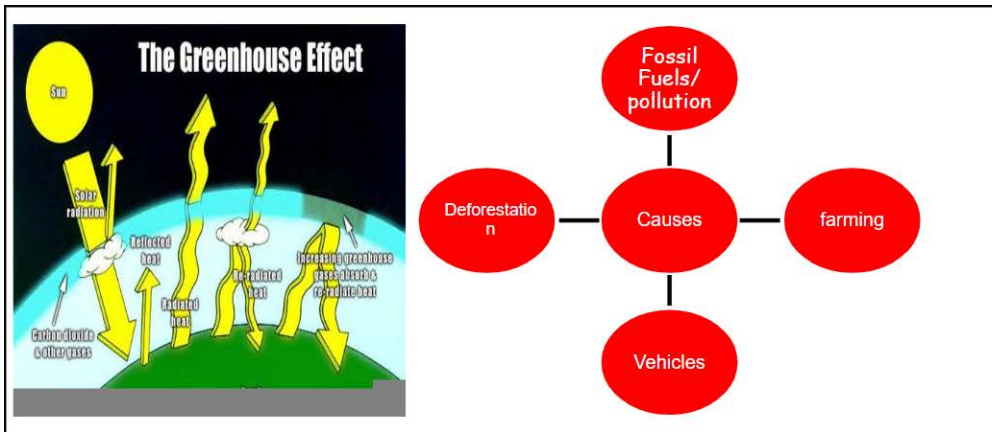 The Greenhouse Effect
Sun
Solar
radiation
Reflected
heat
Radiated
heat
Re-radiated
heat
Increasing greenhouse
gases absorb &
re-radiate heat
Carbon dioxide
& other gases
Fossil
Fuels/
pollution
Deforestatio
n
Causes
farming
Vehicles